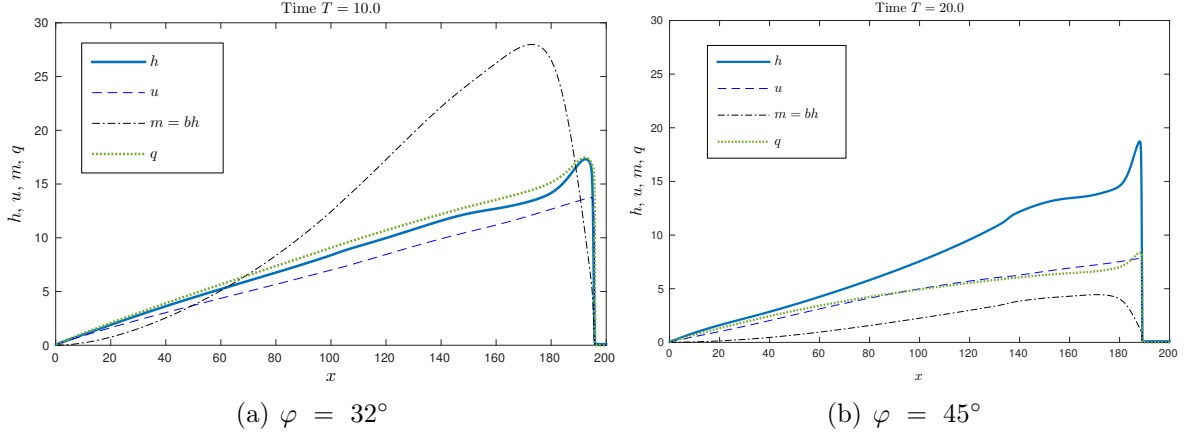 Time T = 10.0
h, u, m, q
30
25
20
15
10
5
0
h
u
m = bh
q
0 20 40 60 80 100 120 140 160 180 200
x
(a) φ = 32°
Time T = 20.0
h, u, m, q
30
25
20
15
10
5
0
h
u
m = bh
q
0 20 40 60 80 100 120 140 160 180 200
x
(b) φ = 45°